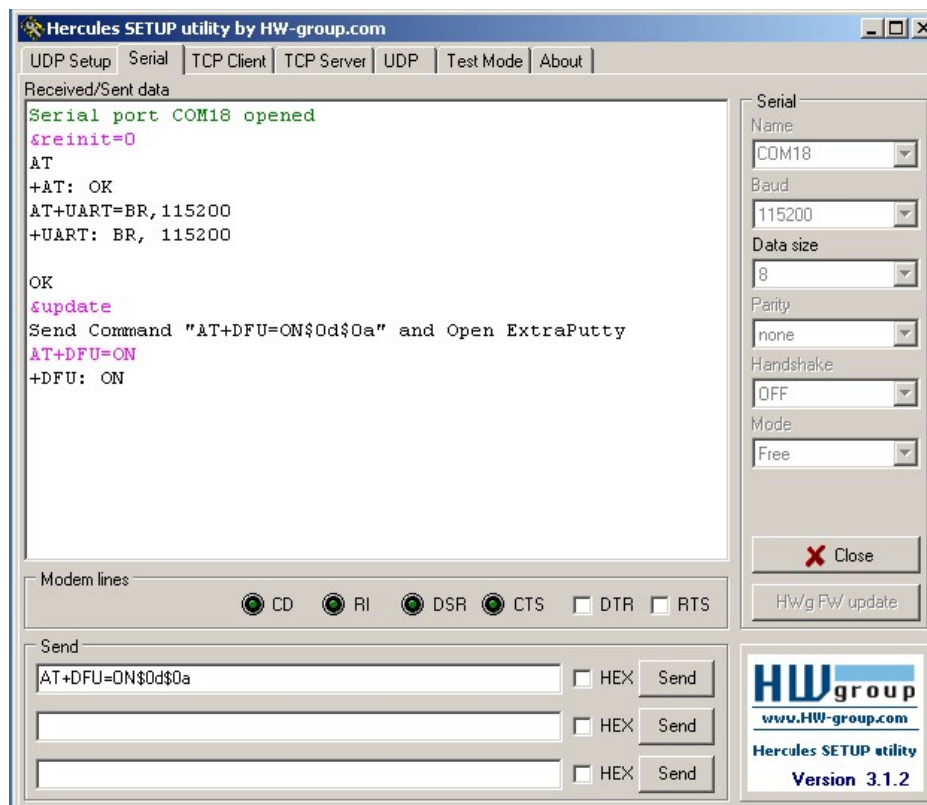 Hercules SETUP utility by HW-group.com
UDP Setup Serial TCP Client TCP Server UDP Test Mode About
Received/Sent data
Serial port COM18 opened
&reinit=0
AT
+AT: OK
AT+UART=BR,115200
+UART: BR, 115200
OK
&update
Send Command "AT+DFU=ON$0d$0a" and Open ExtraPutty
AT+DFU=ON
+DFU: ON
Serial
Name
COM18
Baud
115200
Data size
8
Parity
none
Handshake
OFF
Mode
Free
Close
HWg FW update
Modem lines
CD RI DSR CTS DTR RTS
Send
AT+DFU=ON$0d$0a HEX Send
HEX Send
HEX Send
HWgroup
www.HW-group.com
Hercules SETUP utility
Version 3.1.2